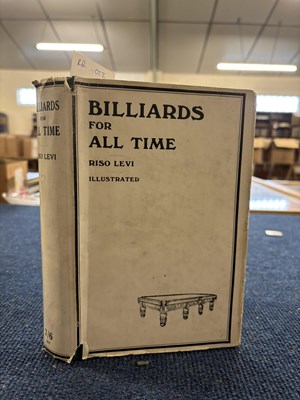 BILLIARDS
FOR
ALL TIME
RISO LEVI
ILLUSTRATED
BILLIARDS
FOR
ALL TIME
RISO LEVI